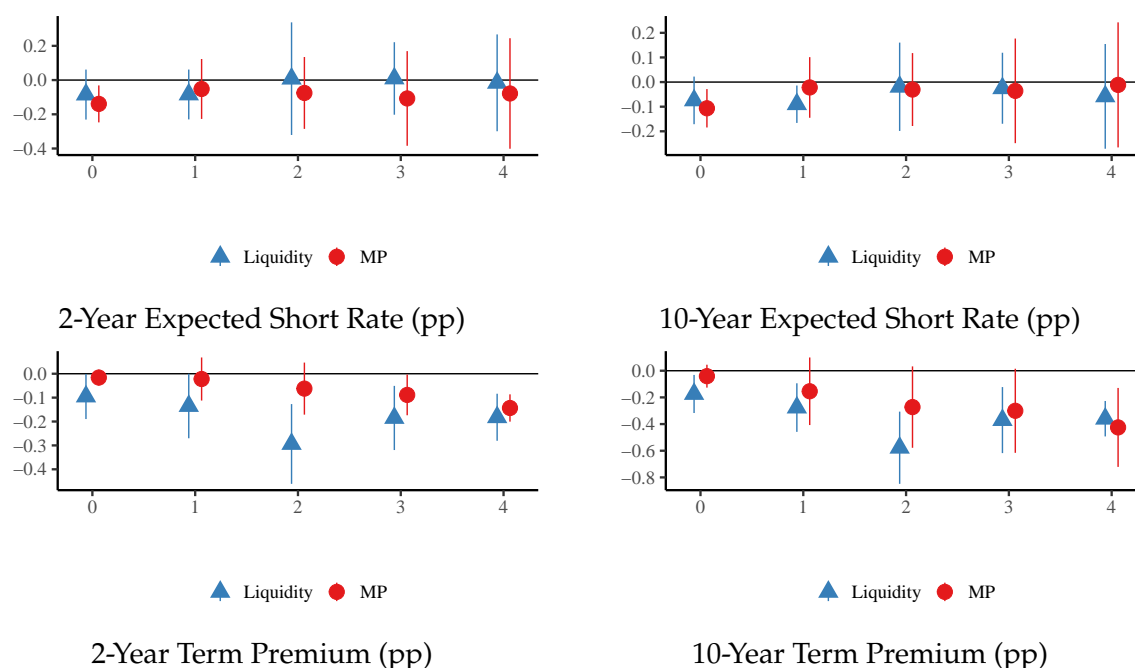 0.2
0.0
−0.2
−0.4
0 1 2 3 4
Liquidity MP
2-Year Expected Short Rate (pp)
0.2
0.1
0.0
−0.1
−0.2
0 1 2 3 4
Liquidity MP
10-Year Expected Short Rate (pp)
0.0
−0.1
−0.2
−0.3
−0.4
0 1 2 3 4
Liquidity MP
2-Year Term Premium (pp)
0.0
−0.2
−0.4
−0.6
−0.8
0 1 2 3 4
Liquidity MP
10-Year Term Premium (pp)